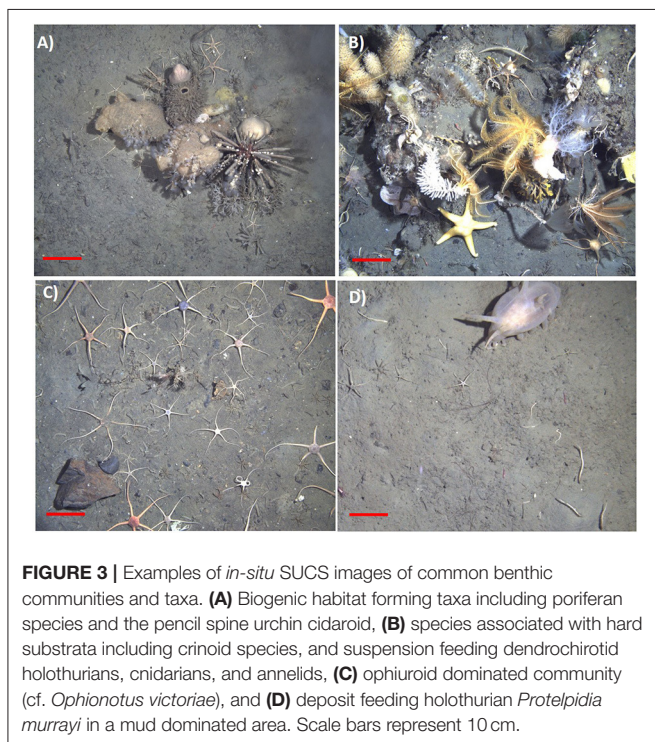 A)
B)
C)
D)
FIGURE 3 | Examples of in-situ SUCS images of common benthic
communities and taxa. (A) Biogenic habitat forming taxa including poriferan
species and the pencil spine urchin cidaroid, (B) species associated with hard
substrata including crinoid species, and suspension feeding dendrochirotid
holothurians, cnidarians, and annelids, (C) ophiuroid dominated community
(cf. Ophionotus victoriae), and (D) deposit feeding holothurian Protelpidia
murrayi in a mud dominated area. Scale bars represent 10 cm.